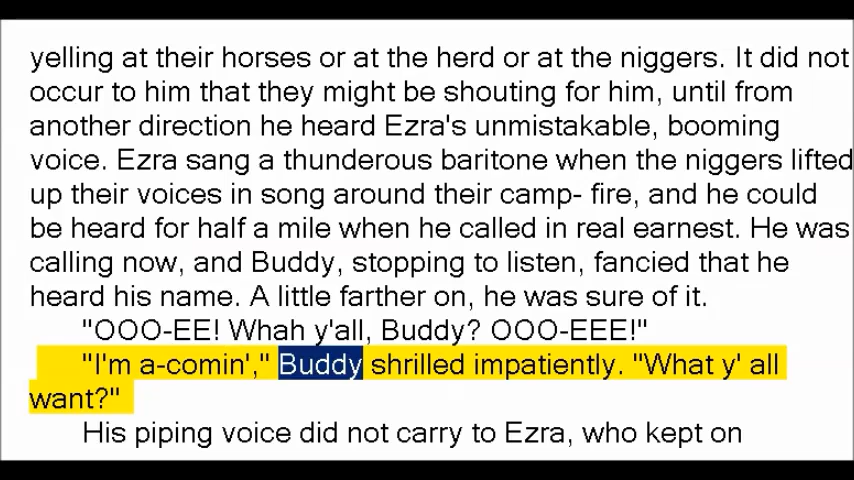 yelling at their horses or at the herd or at the niggers. It did not
occur to him that they might be shouting for him, until from
another direction he heard Ezra's unmistakable, booming
voice. Ezra sang a thunderous baritone when the niggers lifted
up their voices in song around their camp- fire, and he could
be heard for half a mile when he called in real earnest. He was
calling now, and Buddy, stopping to listen, fancied that he
heard his name. A little farther on, he was sure of it.
"OOO-EE! Whah y'all, Buddy? OOO-EEE!"
"I'm a-comin'," Buddy shrilled impatiently. "What y' all
want?"
His piping voice did not carry to Ezra, who kept on